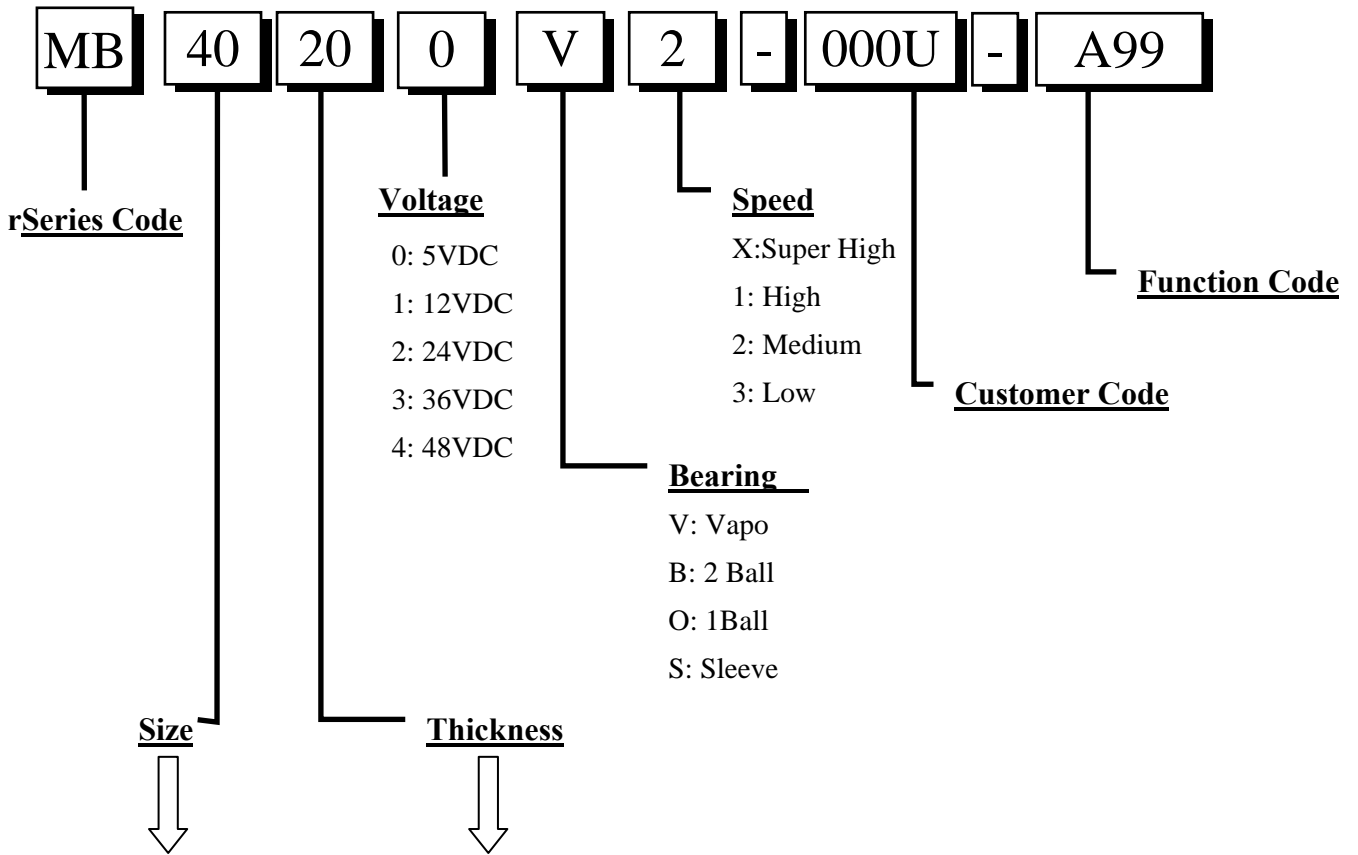 MB 40 20 0 V 2 - 000U - A99
rSeries Code
Voltage
0: 5VDC
1: 12VDC
2: 24VDC
3: 36VDC
4: 48VDC
Speed
X:Super High
1: High
2: Medium
3: Low
Function Code
Customer Code
Bearing
V: Vapo
B: 2 Ball
O: 1Ball
S: Sleeve
Size
Thickness